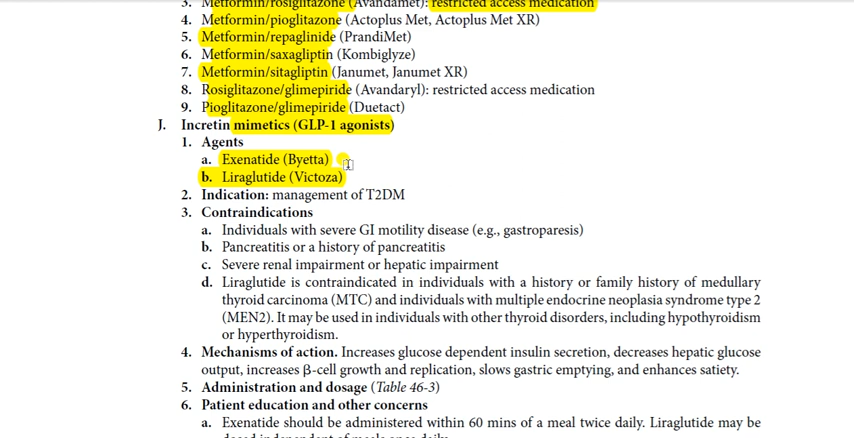 3. Metformin/rosiglitazone (Avandamet): restricted access medication
4. Metformin/pioglitazone (Actoplus Met, Actoplus Met XR)
5. Metformin/repaglinide (PrandiMet)
6. Metformin/saxagliptin (Kombiglyze)
7. Metformin/sitagliptin (Janumet, Janumet XR)
8. Rosiglitazone/glimepiride (Avandaryl): restricted access medication
9. Pioglitazone/glimepiride (Duetact)
J. Incretin mimetics (GLP-1 agonists)
1. Agents
a. Exenatide (Byetta)
b. Liraglutide (Victoza)
2. Indication: management of T2DM
3. Contraindications
a. Individuals with severe GI motility disease (e.g., gastroparesis)
b. Pancreatitis or a history of pancreatitis
c. Severe renal impairment or hepatic impairment
d. Liraglutide is contraindicated in individuals with a history or family history of medullary
thyroid carcinoma (MTC) and individuals with multiple endocrine neoplasia syndrome type 2
(MEN2). It may be used in individuals with other thyroid disorders, including hypothyroidism
or hyperthyroidism.
4. Mechanisms of action. Increases glucose dependent insulin secretion, decreases hepatic glucose
output, increases β-cell growth and replication, slows gastric emptying, and enhances satiety.
5. Administration and dosage (Table 46-3)
6. Patient education and other concerns
a. Exenatide should be administered within 60 mins of a meal twice daily. Liraglutide may be